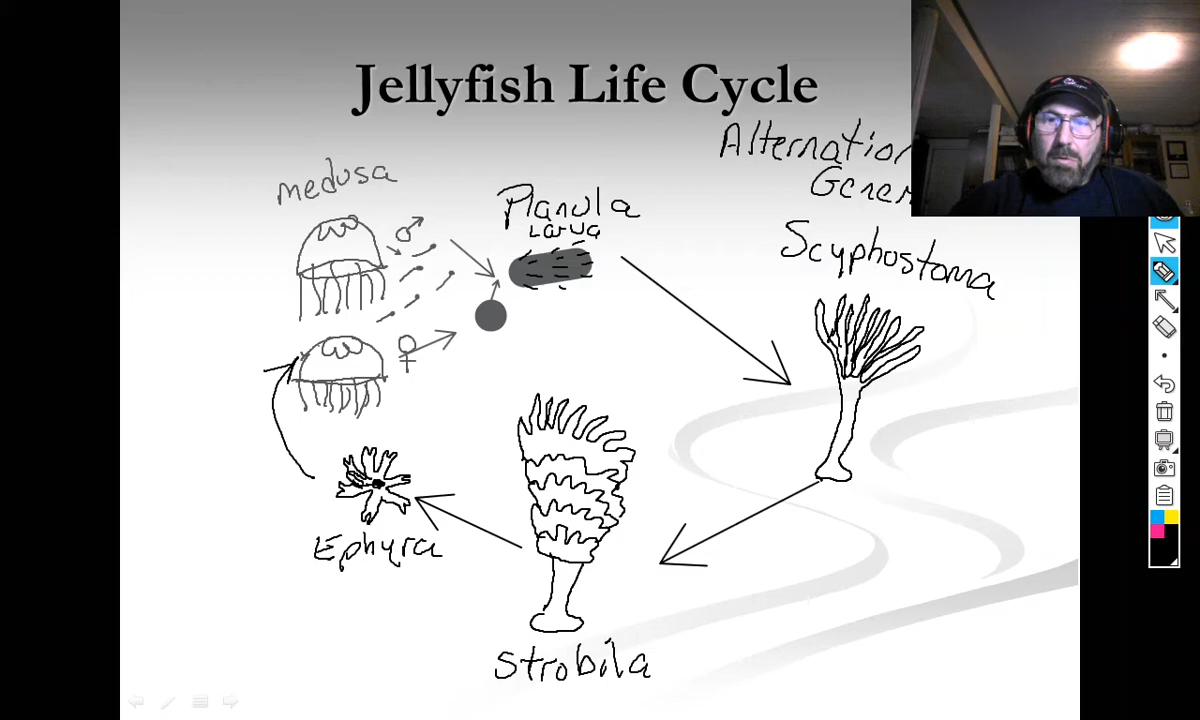 Jellyfish Life Cycle
Alternation
Gener
medusa
Planula
Larva
Scyphostoma
Ephyra
Strobila